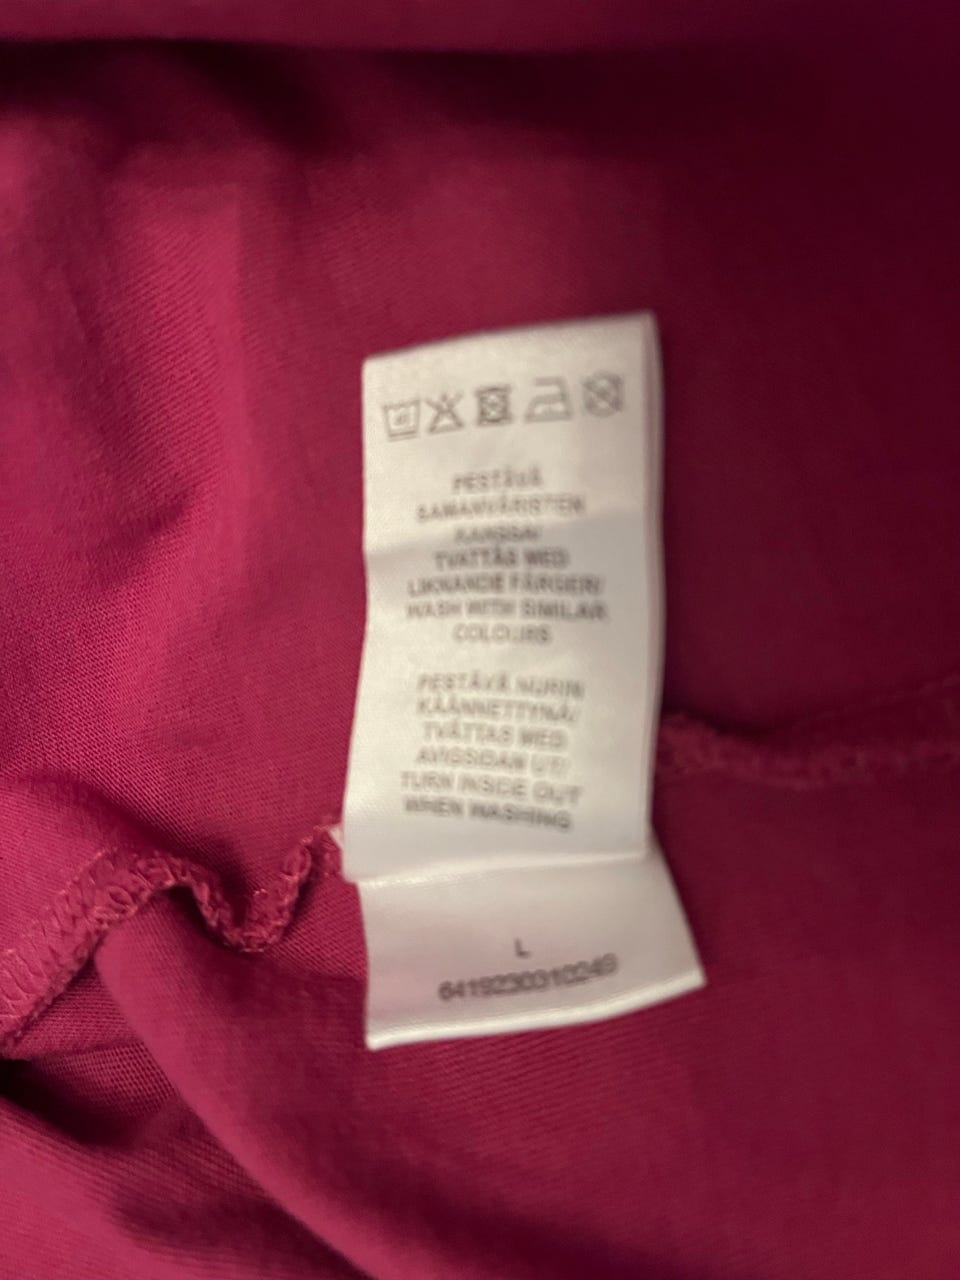 PESTÄVÄ
SAMANVÄRISTEN
KANSSA/
TVÄTTAS MED
LIKNANDE FÄRGER/
WASH WITH SIMILAR
COLOURS
PESTÄVÄ NURIN
KÄÄNNETTYNÄ/
TVÄTTAS MED
AVIGSIDAN UT/
TURN INSIDE OUT
WHEN WASHING
L
6419230310249